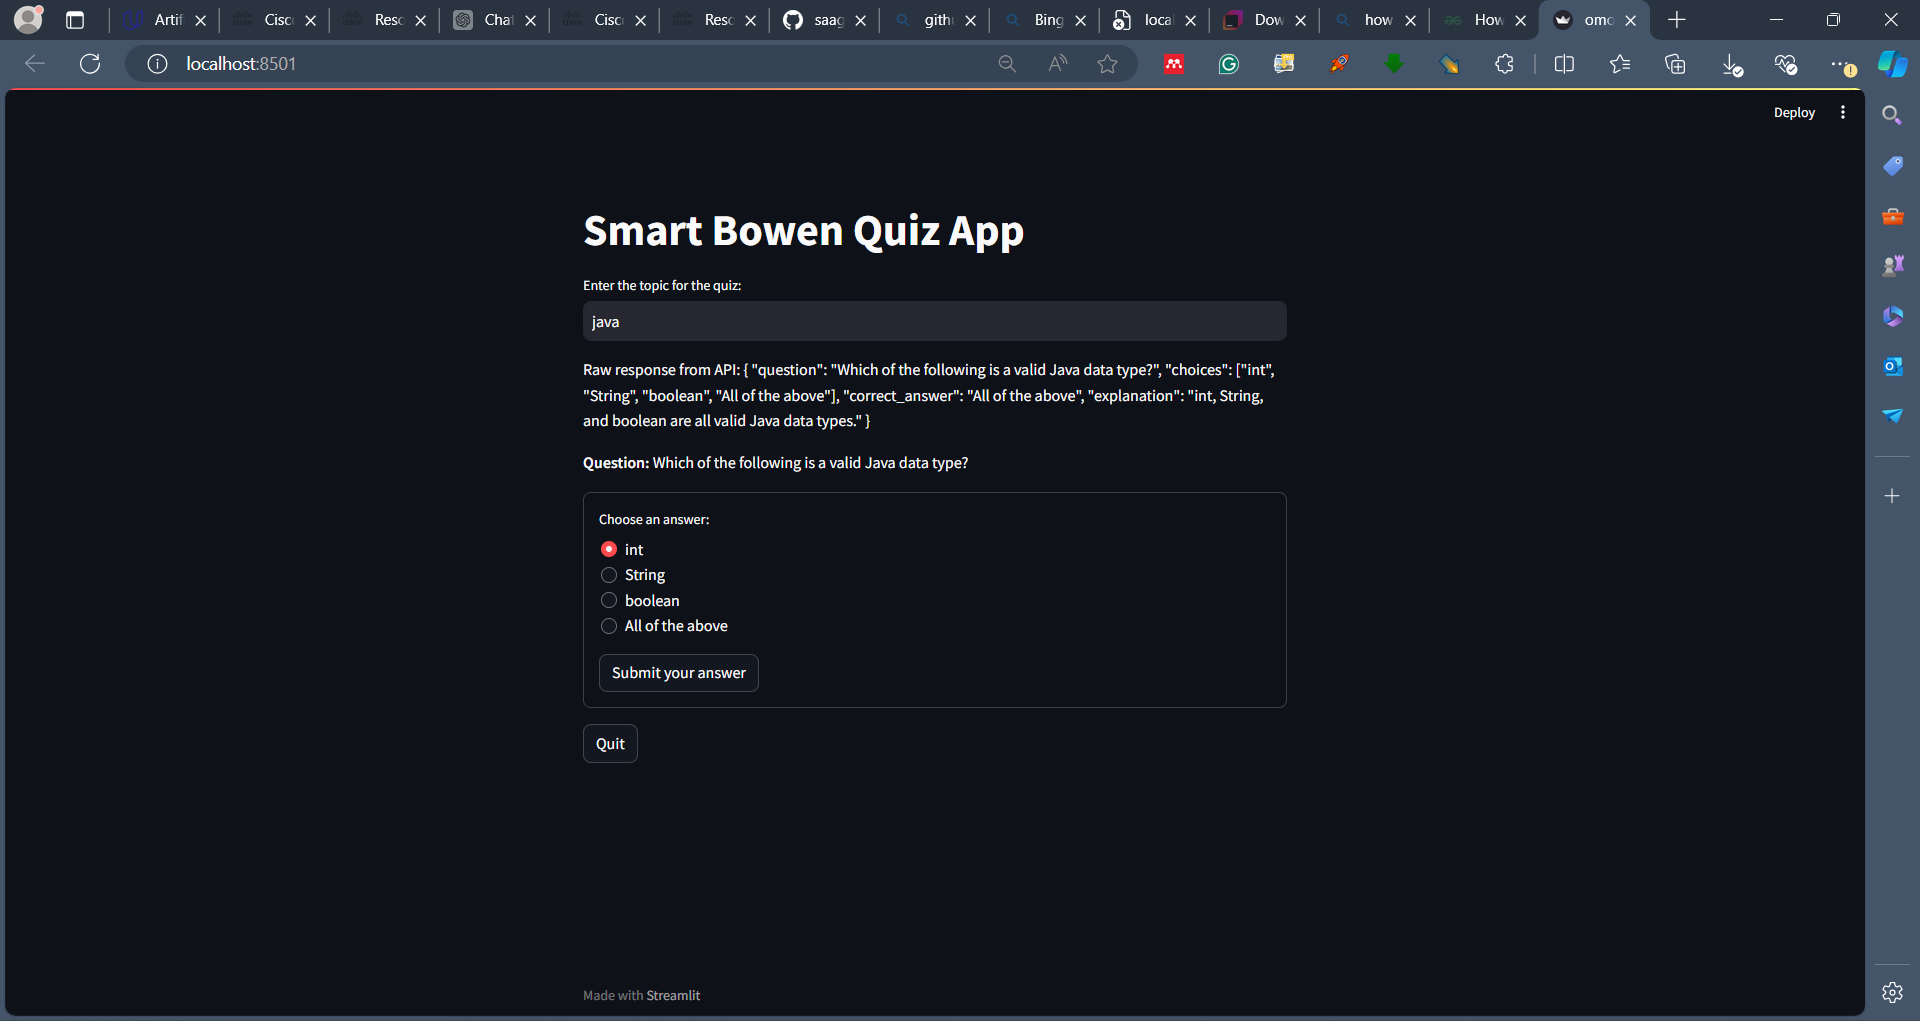 Artif
Cisc
Resc
Chat
Cisc
Resc
saag
gith
Bing
local
Dow
how
How
omo
localhost:8501
Deploy
Smart Bowen Quiz App
Enter the topic for the quiz:
java
Raw response from API: { "question": "Which of the following is a valid Java data type?", "choices": ["int",
"String", "boolean", "All of the above"], "correct_answer": "All of the above", "explanation": "int, String,
and boolean are all valid Java data types." }
Question: Which of the following is a valid Java data type?
Choose an answer:
int
String
boolean
All of the above
Submit your answer
Quit
Made with Streamlit